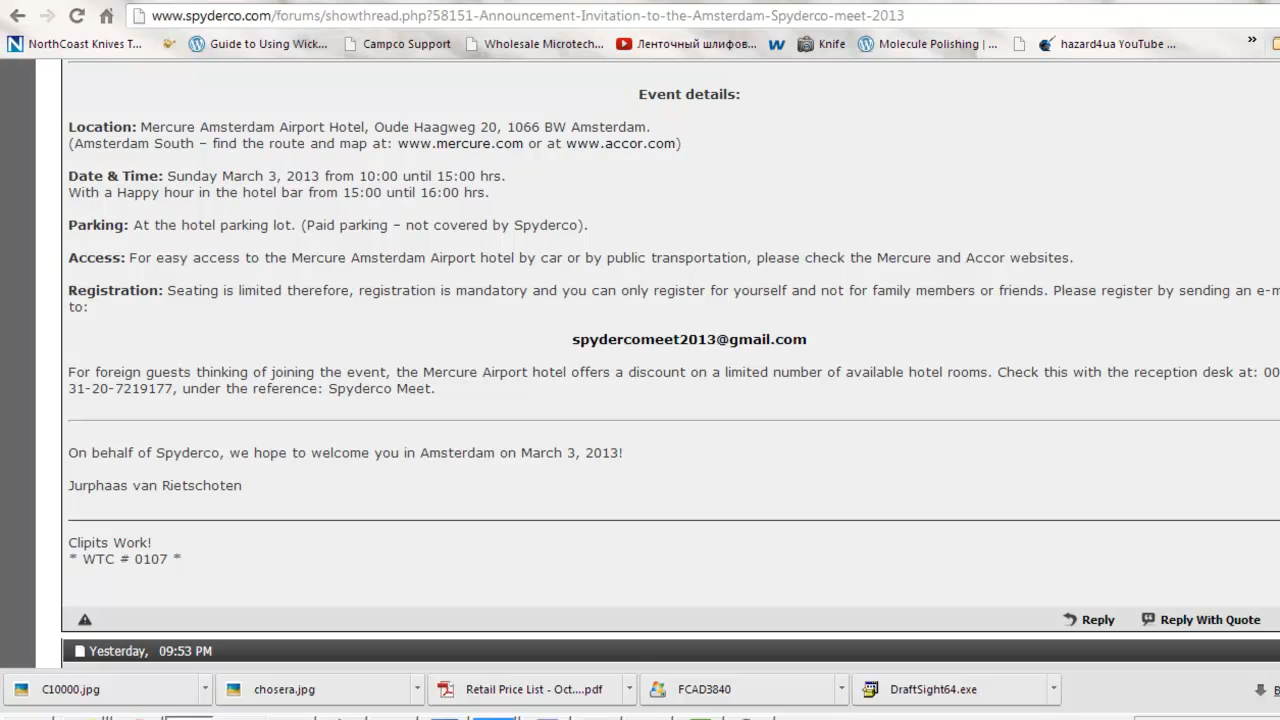 www.spyderco.com/forums/showthread.php?58151-Announcement-Invitation-to-the-Amsterdam-Spyderco-meet-2013
NorthCoast Knives T... Guide to Using Wick... Campco Support Wholesale Microtech... Ленточный шлифов... W Knife Molecule Polishing | ... hazard4ua YouTube ... »
Event details:
Location: Mercure Amsterdam Airport Hotel, Oude Haagweg 20, 1066 BW Amsterdam.
(Amsterdam South – find the route and map at: www.mercure.com or at www.accor.com)
Date & Time: Sunday March 3, 2013 from 10:00 until 15:00 hrs.
With a Happy hour in the hotel bar from 15:00 until 16:00 hrs.
Parking: At the hotel parking lot. (Paid parking – not covered by Spyderco).
Access: For easy access to the Mercure Amsterdam Airport hotel by car or by public transportation, please check the Mercure and Accor websites.
Registration: Seating is limited therefore, registration is mandatory and you can only register for yourself and not for family members or friends. Please register by sending an e-m
to:
spydercomeet2013@gmail.com
For foreign guests thinking of joining the event, the Mercure Airport hotel offers a discount on a limited number of available hotel rooms. Check this with the reception desk at: 00
31-20-7219177, under the reference: Spyderco Meet.
On behalf of Spyderco, we hope to welcome you in Amsterdam on March 3, 2013!
Jurphaas van Rietschoten
Clipits Work!
* WTC # 0107 *
Reply Reply With Quote
Yesterday, 09:53 PM
C10000.jpg chosera.jpg Retail Price List - Oct....pdf FCAD3840 DraftSight64.exe